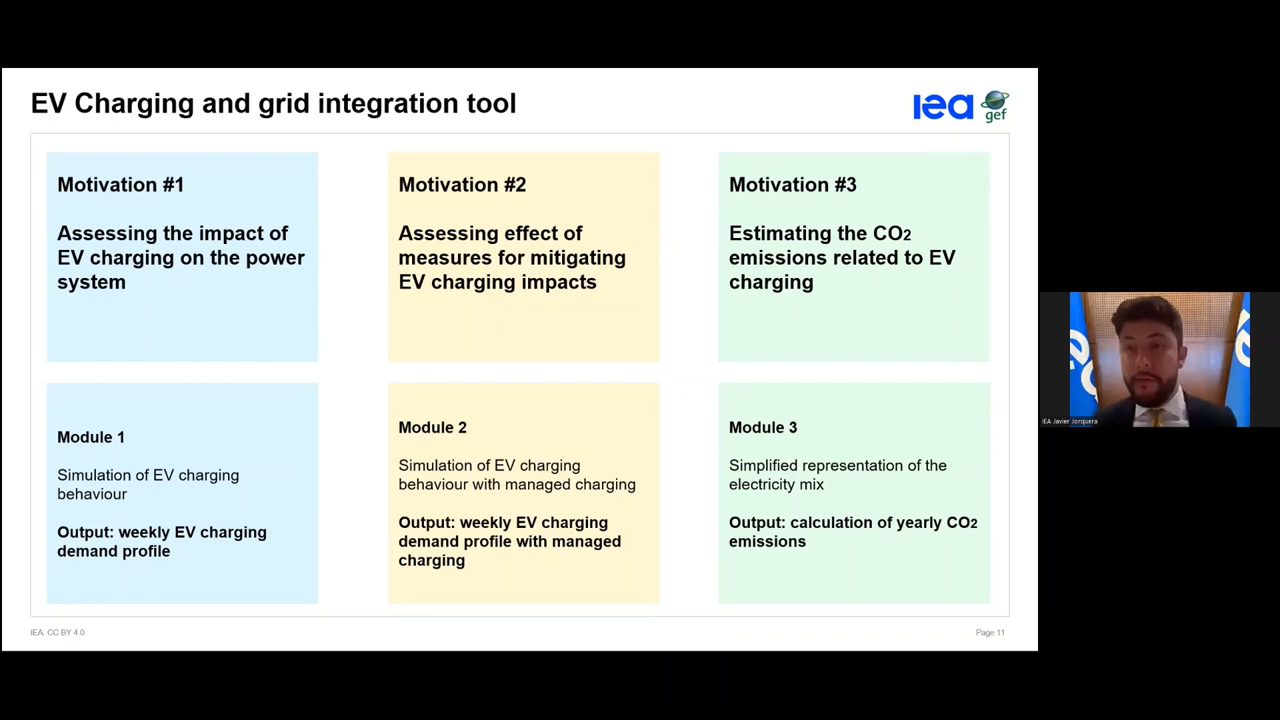 EV Charging and grid integration tool
iea
gef
Motivation #1
Assessing the impact of
EV charging on the power
system
Motivation #2
Assessing effect of
measures for mitigating
EV charging impacts
Motivation #3
Estimating the CO2
emissions related to EV
charging
Module 1
Simulation of EV charging
behaviour
Output: weekly EV charging
demand profile
Module 2
Simulation of EV charging
behaviour with managed charging
Output: weekly EV charging
demand profile with managed
charging
Module 3
Simplified representation of the
electricity mix
Output: calculation of yearly CO2
emissions
IEA. CC BY 4.0.
Page 11
IEA Javier Jorquera